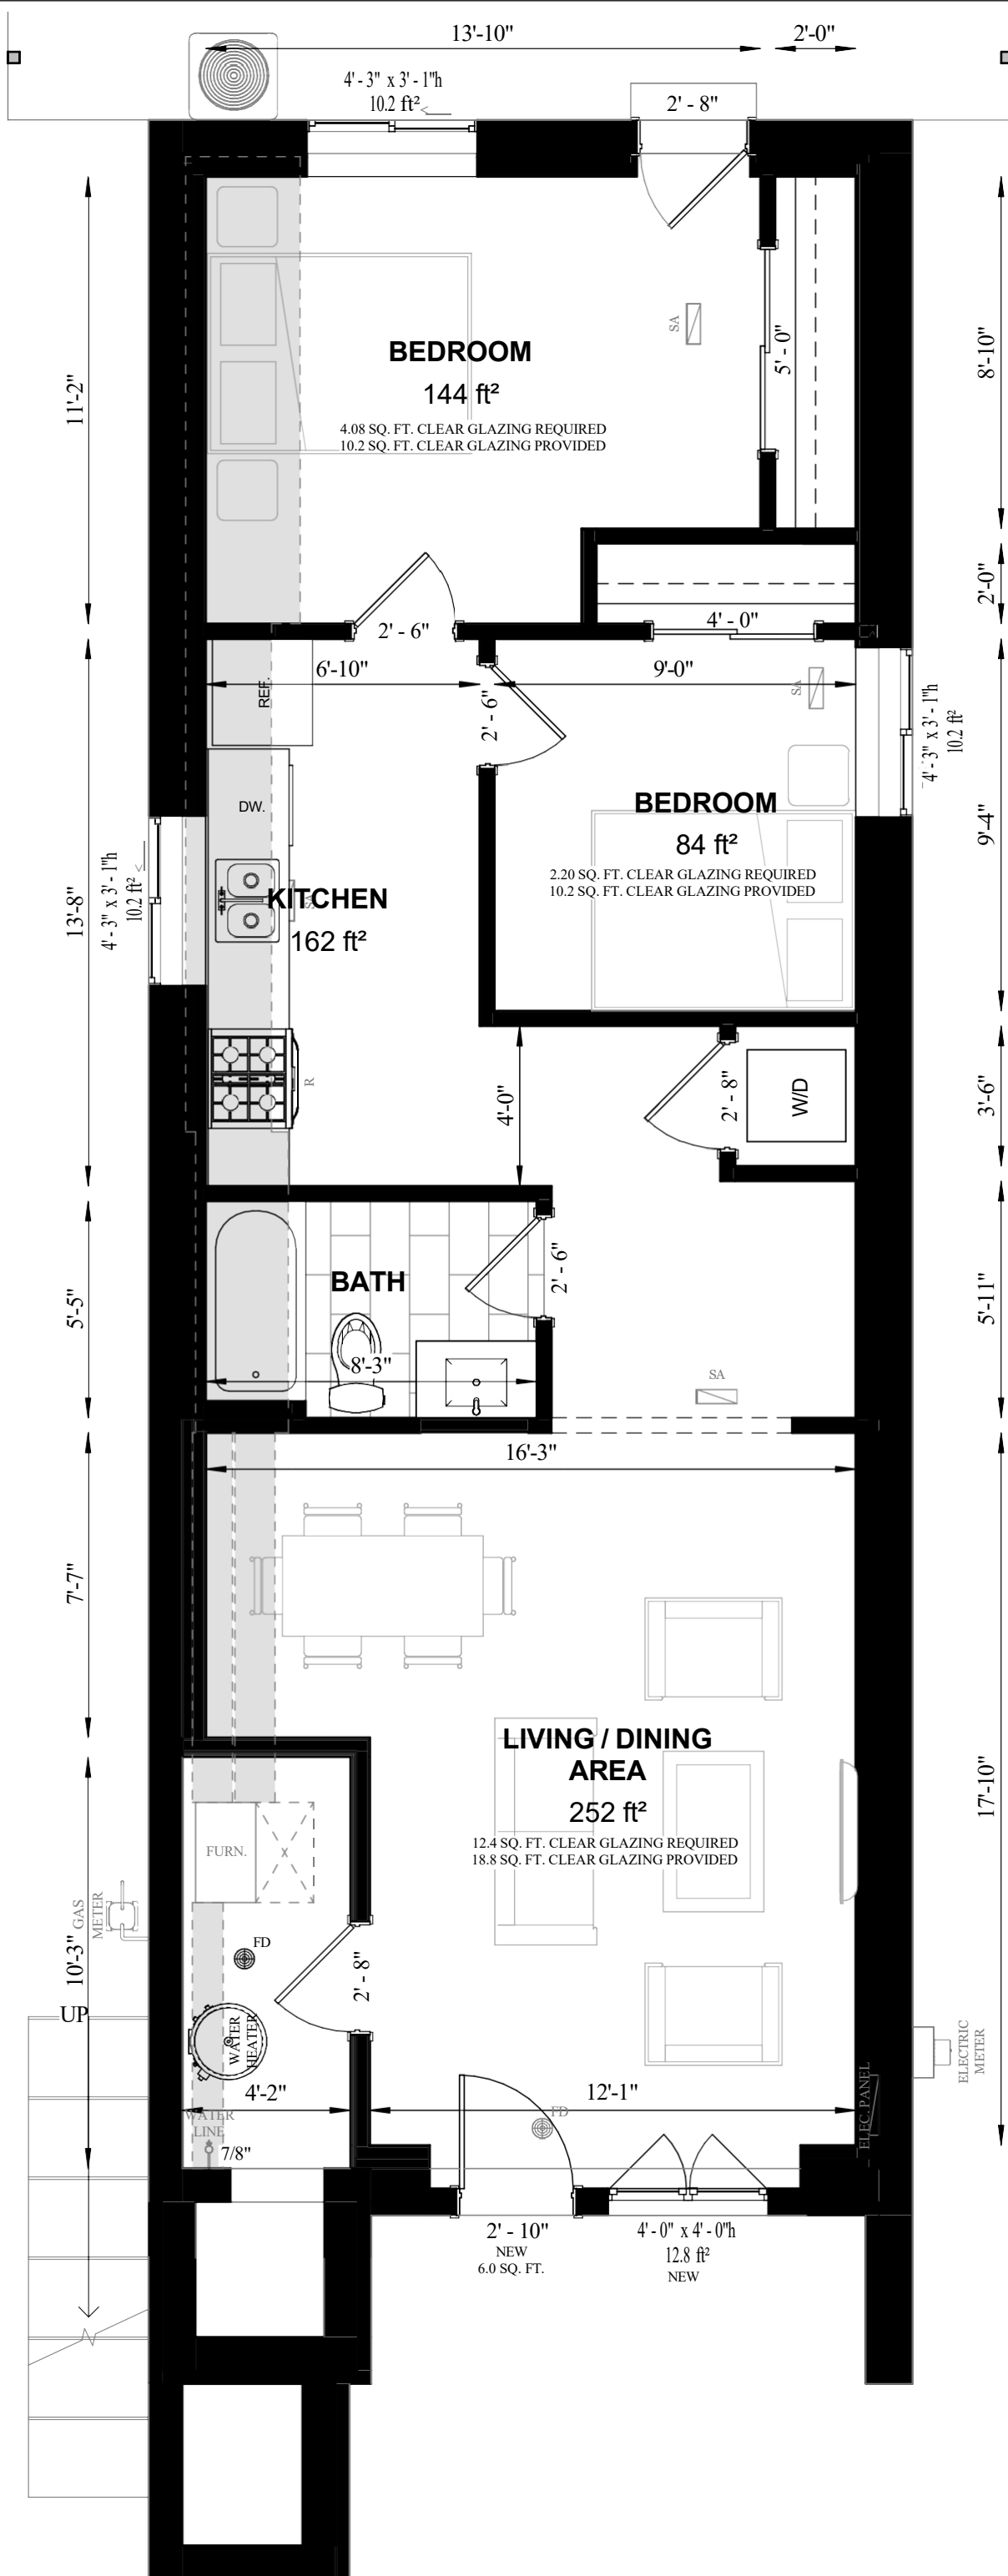 13'-10"
2'-0"
4' - 3" x 3' - 1"h
10.2 ft²
2' - 8"
11'-2"
8'-10"
SA
5' - 0"
BEDROOM
144 ft²
4.08 SQ. FT. CLEAR GLAZING REQUIRED
10.2 SQ. FT. CLEAR GLAZING PROVIDED
2'-0"
2' - 6"
4' - 0"
6'-10"
9'-0"
REF.
2' - 6"
SA
4' - 3" x 3' - 1"h
10.2 ft²
DW.
BEDROOM
84 ft²
2.20 SQ. FT. CLEAR GLAZING REQUIRED
10.2 SQ. FT. CLEAR GLAZING PROVIDED
9'-4"
4' - 3" x 3' - 1"h
10.2 ft²
13'-8"
KITCHEN
162 ft²
R
4'-0"
2' - 8"
W/D
3'-6"
BATH
2' - 6"
5'-5"
5'-11"
8'-3"
SA
16'-3"
7'-7"
LIVING / DINING
AREA
252 ft²
12.4 SQ. FT. CLEAR GLAZING REQUIRED
18.8 SQ. FT. CLEAR GLAZING PROVIDED
17'-10"
FURN.
GAS
METER
10'-3"
FD
2' - 8"
UP
WATER
HEATER
ELECTRIC
METER
4'-2"
12'-1"
ELEC. PANEL
WATER
LINE
FD
7/8"
2' - 10"
NEW
6.0 SQ. FT.
4' - 0" x 4' - 0"h
12.8 ft²
NEW